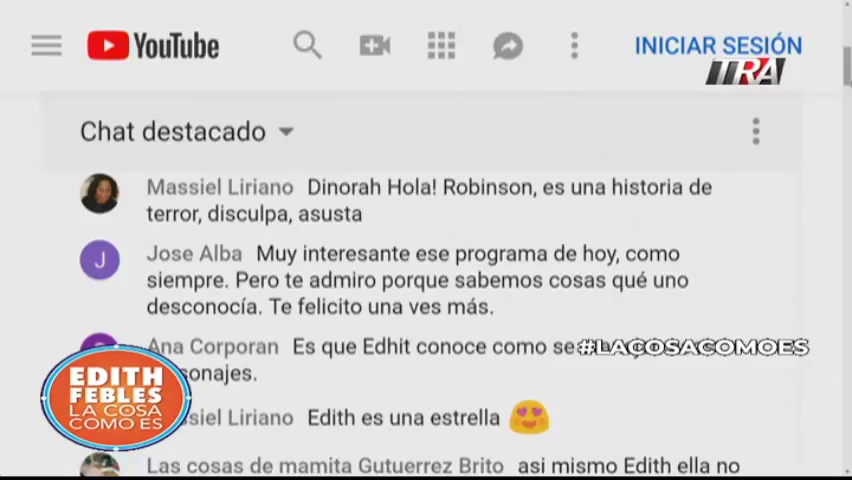 YouTube
INICIAR SESIÓN
TRA
Chat destacado
Massiel Liriano Dinorah Hola! Robinson, es una historia de
terror, disculpa, asusta
J
Jose Alba Muy interesante ese programa de hoy, como
siempre. Pero te admiro porque sabemos cosas qué uno
desconocía. Te felicito una ves más.
Ana Corporan Es que Edhit conoce como se
#LACOSACOMOES
sonajes.
siel Liriano Edith es una estrella 😍
Las cosas de mamita Gutuerrez Brito asi mismo Edith ella no
EDITH
FEBLES
LA COSA
COMO ES